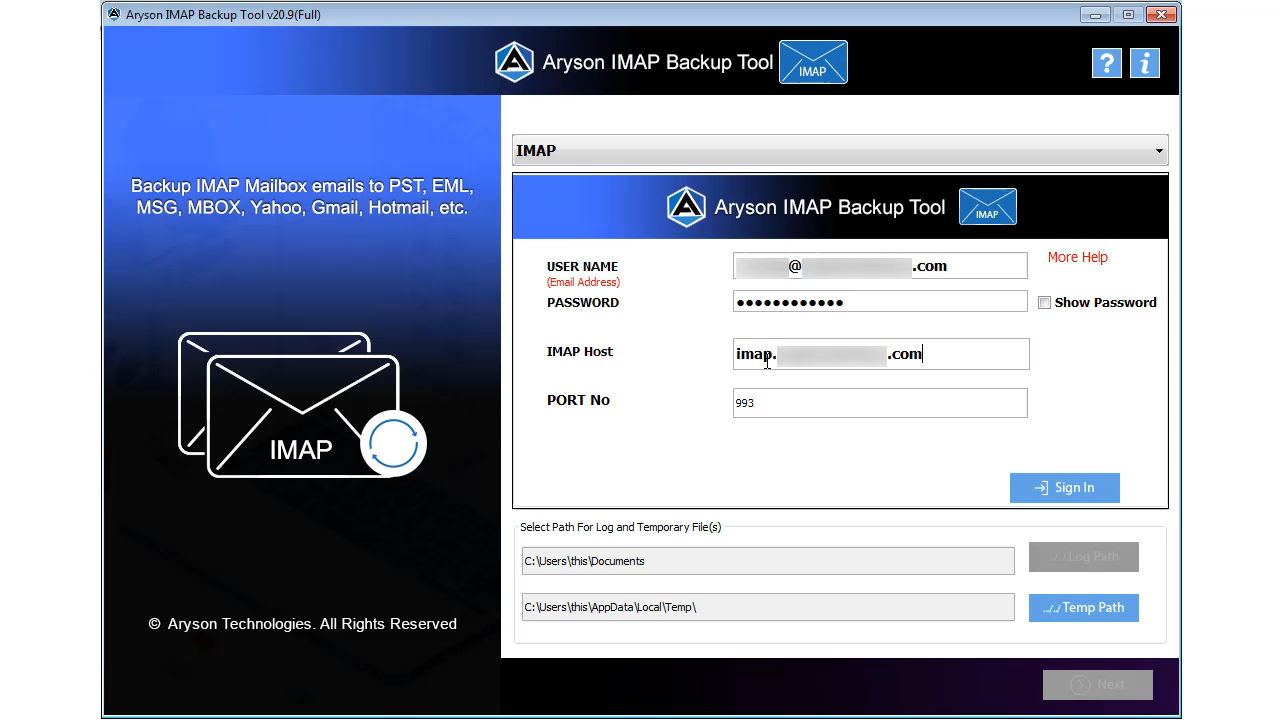 Aryson IMAP Backup Tool v20.9(Full)
Aryson IMAP Backup Tool
IMAP
?
i
Backup IMAP Mailbox emails to PST, EML,
MSG, MBOX, Yahoo, Gmail, Hotmail, etc.
IMAP
© Aryson Technologies. All Rights Reserved
IMAP
Aryson IMAP Backup Tool
IMAP
USER NAME
(Email Address)
@ .com
More Help
PASSWORD
●●●●●●●●●●●●
Show Password
IMAP Host
imap. .com
PORT No
993
Sign In
Select Path For Log and Temporary File(s)
C:\Users\this\Documents
../../ Log Path
C:\Users\this\AppData\Local\Temp\
../../ Temp Path
Next